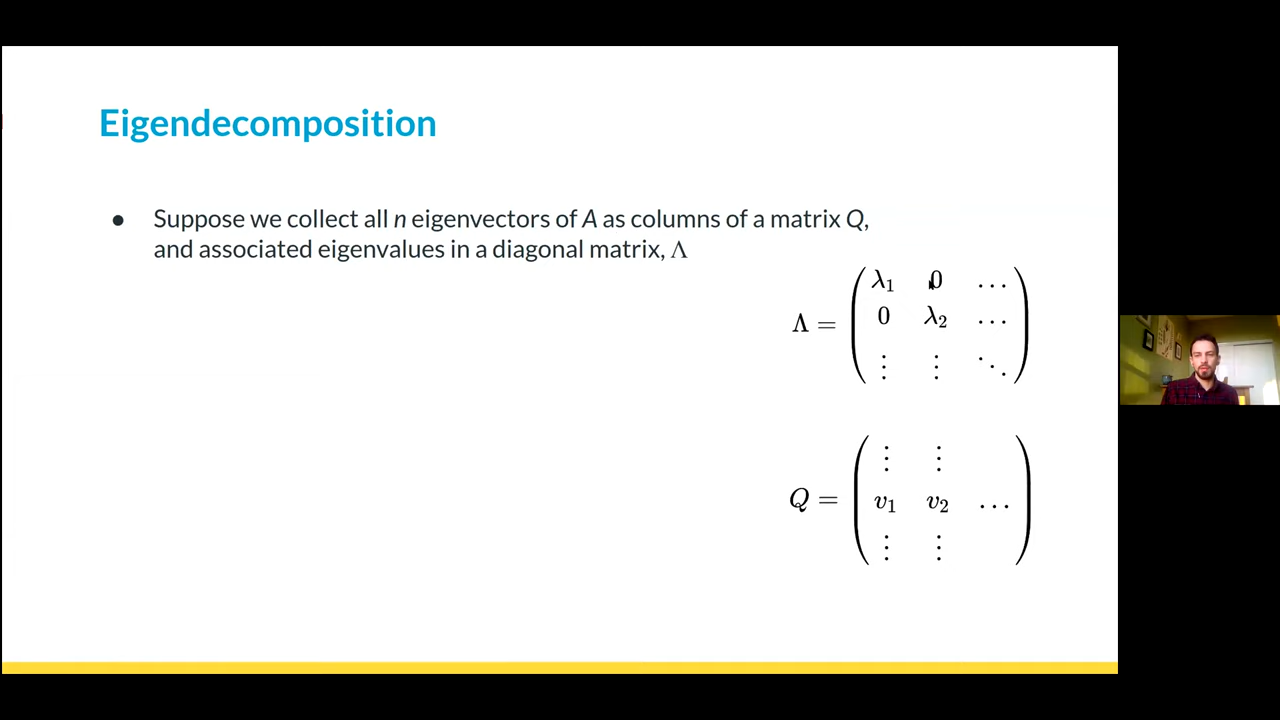 Eigendecomposition
● Suppose we collect all n eigenvectors of A as columns of a matrix Q,
and associated eigenvalues in a diagonal matrix, Λ
λ₁ 0 …
Λ = 0 λ₂ …
⋮ ⋮ ⋱
⋮ ⋮
Q = v₁ v₂ …
⋮ ⋮